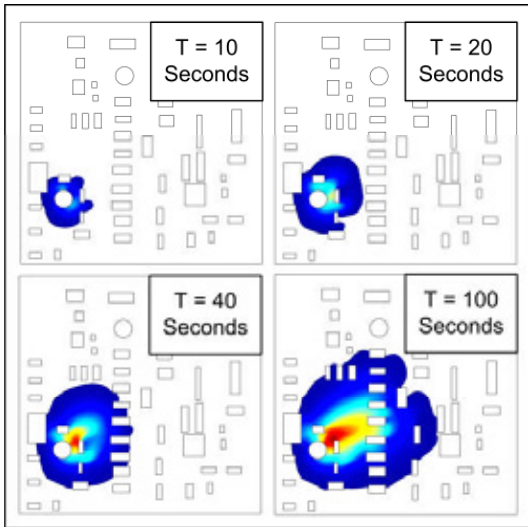 T = 10
Seconds
T = 20
Seconds
T = 40
Seconds
T = 100
Seconds